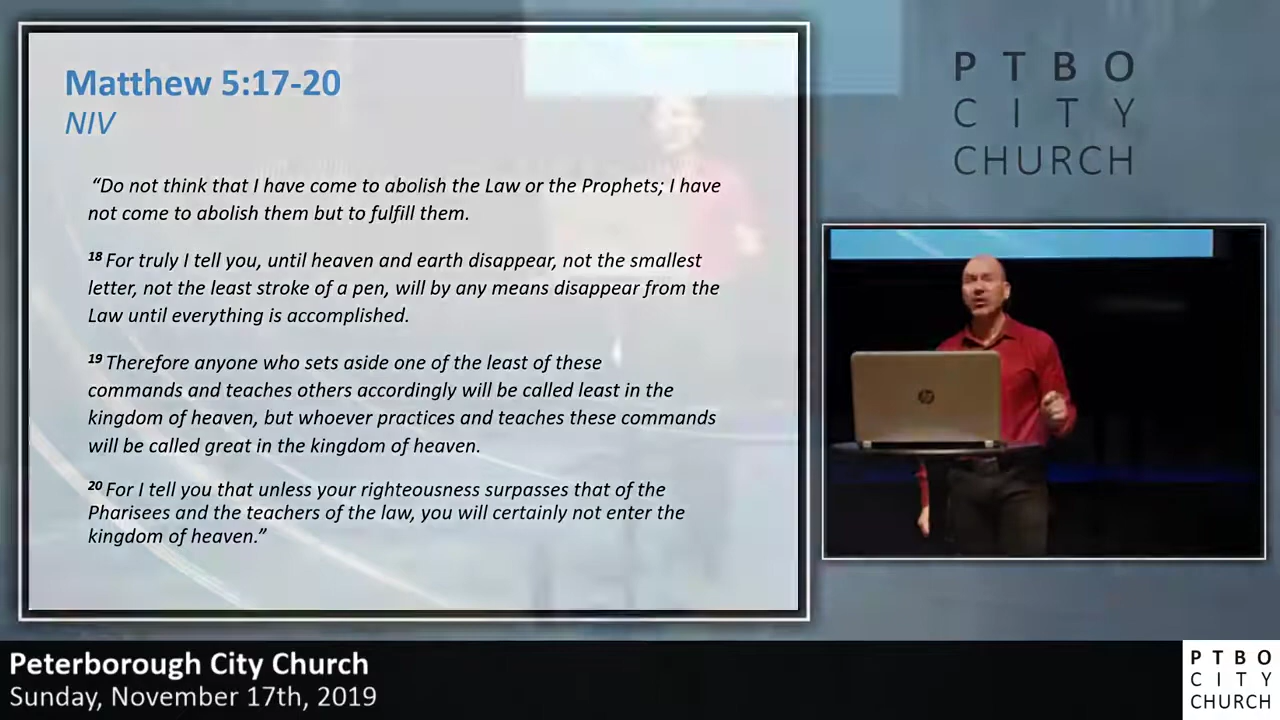 Matthew 5:17-20
NIV
“Do not think that I have come to abolish the Law or the Prophets; I have
not come to abolish them but to fulfill them.
18 For truly I tell you, until heaven and earth disappear, not the smallest
letter, not the least stroke of a pen, will by any means disappear from the
Law until everything is accomplished.
19 Therefore anyone who sets aside one of the least of these
commands and teaches others accordingly will be called least in the
kingdom of heaven, but whoever practices and teaches these commands
will be called great in the kingdom of heaven.
20 For I tell you that unless your righteousness surpasses that of the
Pharisees and the teachers of the law, you will certainly not enter the
kingdom of heaven.”
PTBO
CITY
CHURCH
hp
Peterborough City Church
Sunday, November 17th, 2019
PTBO
CITY
CHURCH